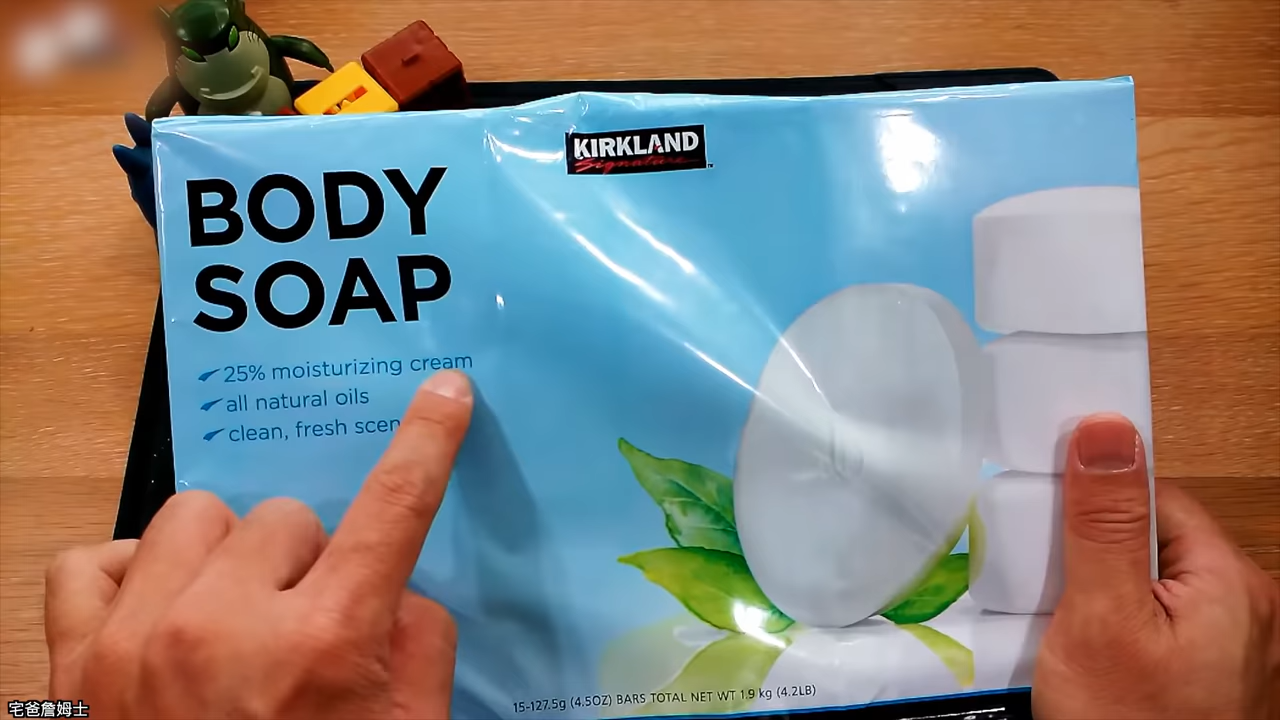 KIRKLAND
Signature™
BODY
SOAP
25% moisturizing cream
all natural oils
clean, fresh scen
15-127.5g (4.5OZ) BARS TOTAL NET WT 1.9 kg (4.2LB)
宅爸詹姆士